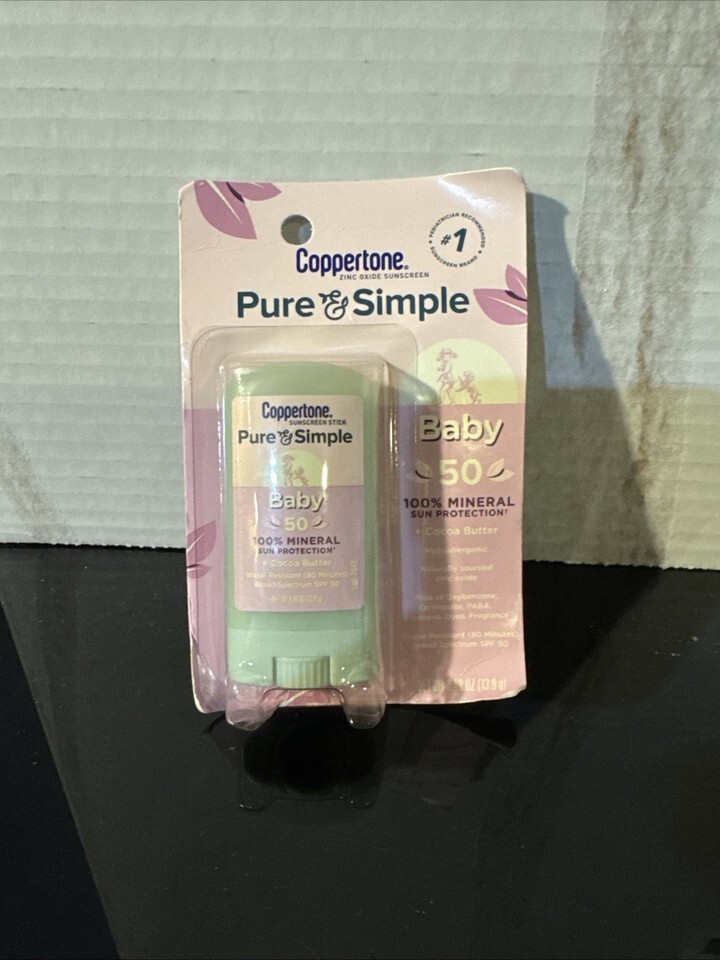 PEDIATRICIAN RECOMMENDED
#1
SUNSCREEN BRAND
Coppertone®
ZINC OXIDE SUNSCREEN
Pure & Simple
Baby
50
100% MINERAL
SUN PROTECTION†
+ Cocoa Butter
Hypoallergenic
Naturally sourced
zinc oxide
Free of Oxybenzone,
Octinoxate, PABA,
Dyes, Fragrance
Resistant (80 Minutes)
Broad Spectrum SPF 50
OZ (13.9 g)
Coppertone®
SUNSCREEN STICK
Pure & Simple
Baby
50
100% MINERAL
SUN PROTECTION†
+ Cocoa Butter
Water Resistant (80 Minutes)
Broad Spectrum SPF 50